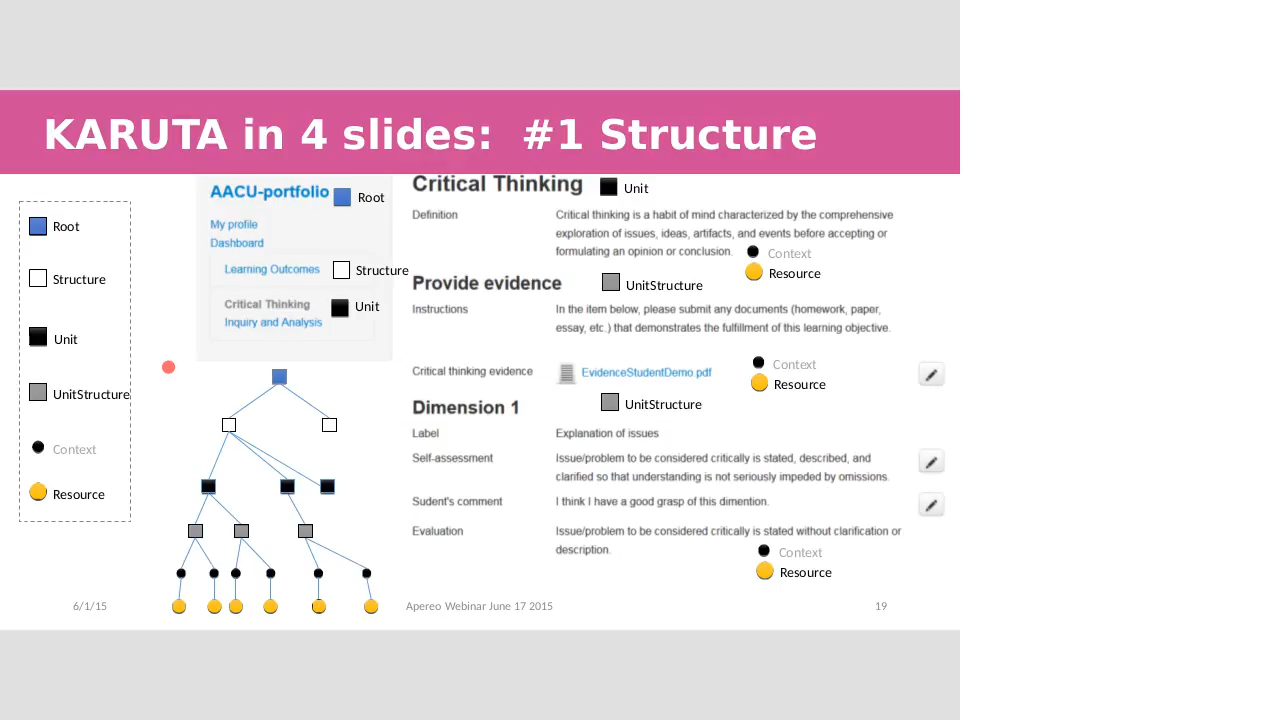 KARUTA in 4 slides:  #1 Structure
Root
Structure
Unit
UnitStructure
Context
Resource
AACU-portfolio
Root
My profile
Dashboard
Learning Outcomes
Structure
Critical Thinking
Unit
Inquiry and Analysis
Critical Thinking
Unit
Definition
Critical thinking is a habit of mind characterized by the comprehensive
exploration of issues, ideas, artifacts, and events before accepting or
formulating an opinion or conclusion.
Context
Resource
Provide evidence
UnitStructure
Instructions
In the item below, please submit any documents (homework, paper,
essay, etc.) that demonstrates the fulfillment of this learning objective.
Critical thinking evidence
EvidenceStudentDemo.pdf
Context
Resource
Dimension 1
UnitStructure
Label
Explanation of issues
Self-assessment
Issue/problem to be considered critically is stated, described, and
clarified so that understanding is not seriously impeded by omissions.
Sudent's comment
I think I have a good grasp of this dimention.
Evaluation
Issue/problem to be considered critically is stated without clarification or
description.
Context
Resource
6/1/15
Apereo Webinar June 17 2015
19